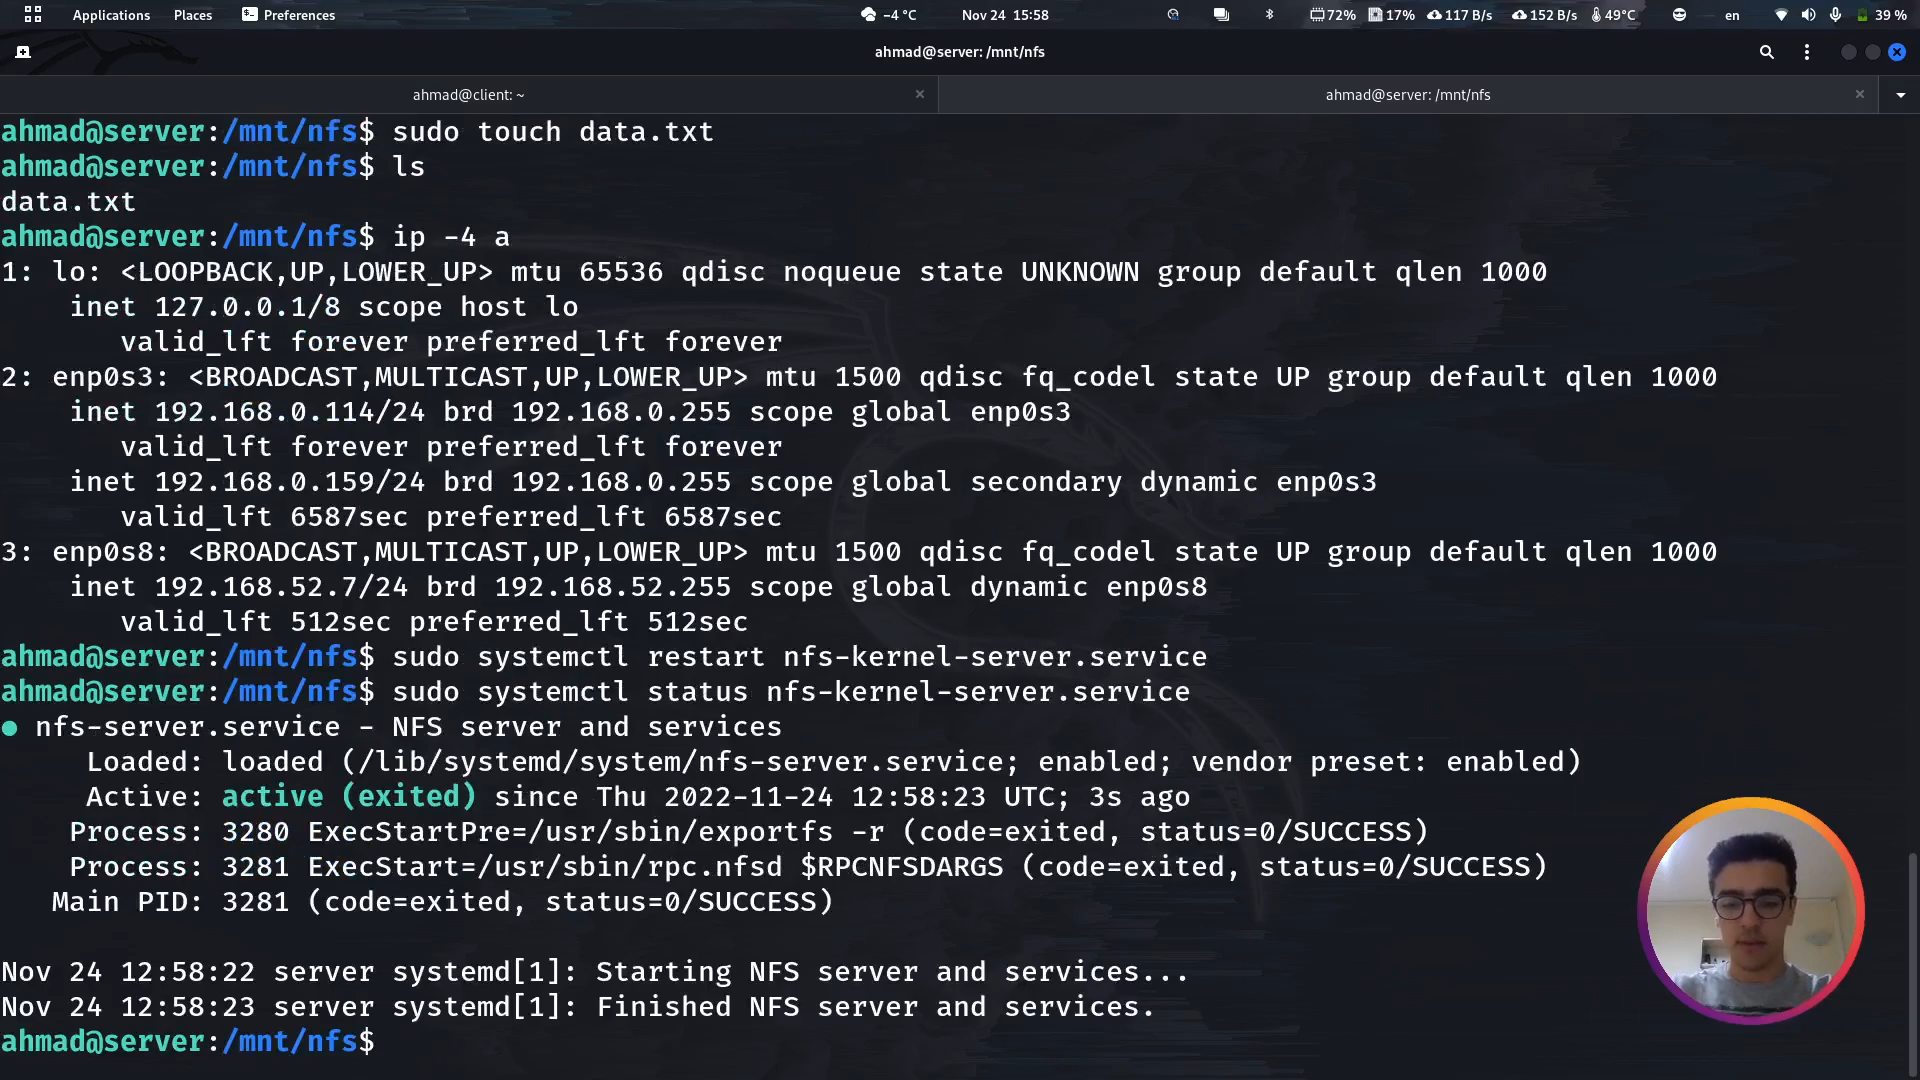 Applications Places Preferences -4 °C Nov 24 15:58 72% 17% 117 B/s 152 B/s 49°C en 39 %
ahmad@server: /mnt/nfs
ahmad@client: ~ ahmad@server: /mnt/nfs
ahmad@server:/mnt/nfs$ sudo touch data.txt
ahmad@server:/mnt/nfs$ ls
data.txt
ahmad@server:/mnt/nfs$ ip -4 a
1: lo: <LOOPBACK,UP,LOWER_UP> mtu 65536 qdisc noqueue state UNKNOWN group default qlen 1000
    inet 127.0.0.1/8 scope host lo
       valid_lft forever preferred_lft forever
2: enp0s3: <BROADCAST,MULTICAST,UP,LOWER_UP> mtu 1500 qdisc fq_codel state UP group default qlen 1000
    inet 192.168.0.114/24 brd 192.168.0.255 scope global enp0s3
       valid_lft forever preferred_lft forever
    inet 192.168.0.159/24 brd 192.168.0.255 scope global secondary dynamic enp0s3
       valid_lft 6587sec preferred_lft 6587sec
3: enp0s8: <BROADCAST,MULTICAST,UP,LOWER_UP> mtu 1500 qdisc fq_codel state UP group default qlen 1000
    inet 192.168.52.7/24 brd 192.168.52.255 scope global dynamic enp0s8
       valid_lft 512sec preferred_lft 512sec
ahmad@server:/mnt/nfs$ sudo systemctl restart nfs-kernel-server.service
ahmad@server:/mnt/nfs$ sudo systemctl status nfs-kernel-server.service
● nfs-server.service - NFS server and services
     Loaded: loaded (/lib/systemd/system/nfs-server.service; enabled; vendor preset: enabled)
     Active: active (exited) since Thu 2022-11-24 12:58:23 UTC; 3s ago
    Process: 3280 ExecStartPre=/usr/sbin/exportfs -r (code=exited, status=0/SUCCESS)
    Process: 3281 ExecStart=/usr/sbin/rpc.nfsd $RPCNFSDARGS (code=exited, status=0/SUCCESS)
   Main PID: 3281 (code=exited, status=0/SUCCESS)
Nov 24 12:58:22 server systemd[1]: Starting NFS server and services...
Nov 24 12:58:23 server systemd[1]: Finished NFS server and services.
ahmad@server:/mnt/nfs$